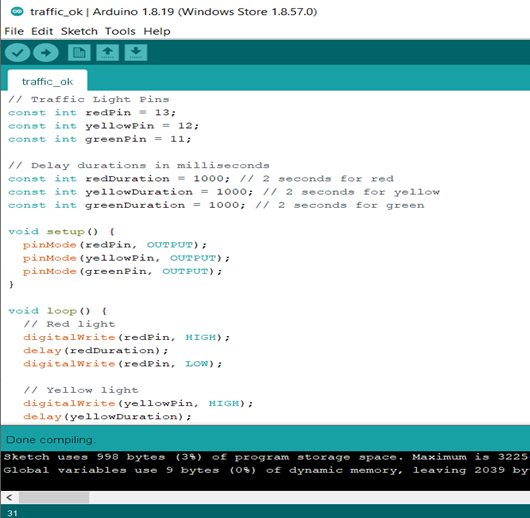 traffic_ok | Arduino 1.8.19 (Windows Store 1.8.57.0)
File Edit Sketch Tools Help
traffic_ok
// Traffic Light Pins
const int redPin = 13;
const int yellowPin = 12;
const int greenPin = 11;
// Delay durations in milliseconds
const int redDuration = 1000; // 2 seconds for red
const int yellowDuration = 1000; // 2 seconds for yellow
const int greenDuration = 1000; // 2 seconds for green
void setup() {
pinMode(redPin, OUTPUT);
pinMode(yellowPin, OUTPUT);
pinMode(greenPin, OUTPUT);
}
void loop() {
// Red light
digitalWrite(redPin, HIGH);
delay(redDuration);
digitalWrite(redPin, LOW);
// Yellow light
digitalWrite(yellowPin, HIGH);
delay(yellowDuration);
Done compiling.
Sketch uses 998 bytes (3%) of program storage space. Maximum is 3225
Global variables use 9 bytes (0%) of dynamic memory, leaving 2039 by
31